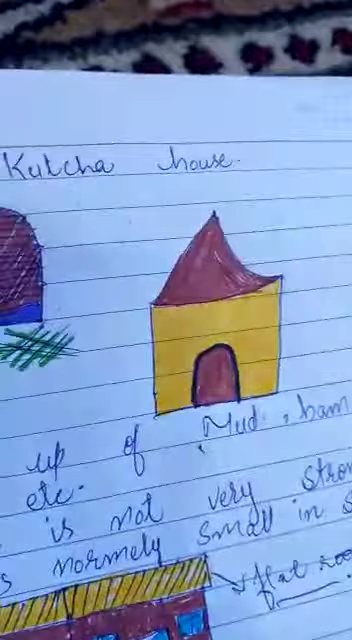 Kutcha house.
up of Mud, bam
etc.
is not very stron
s normely small in s
flat roo